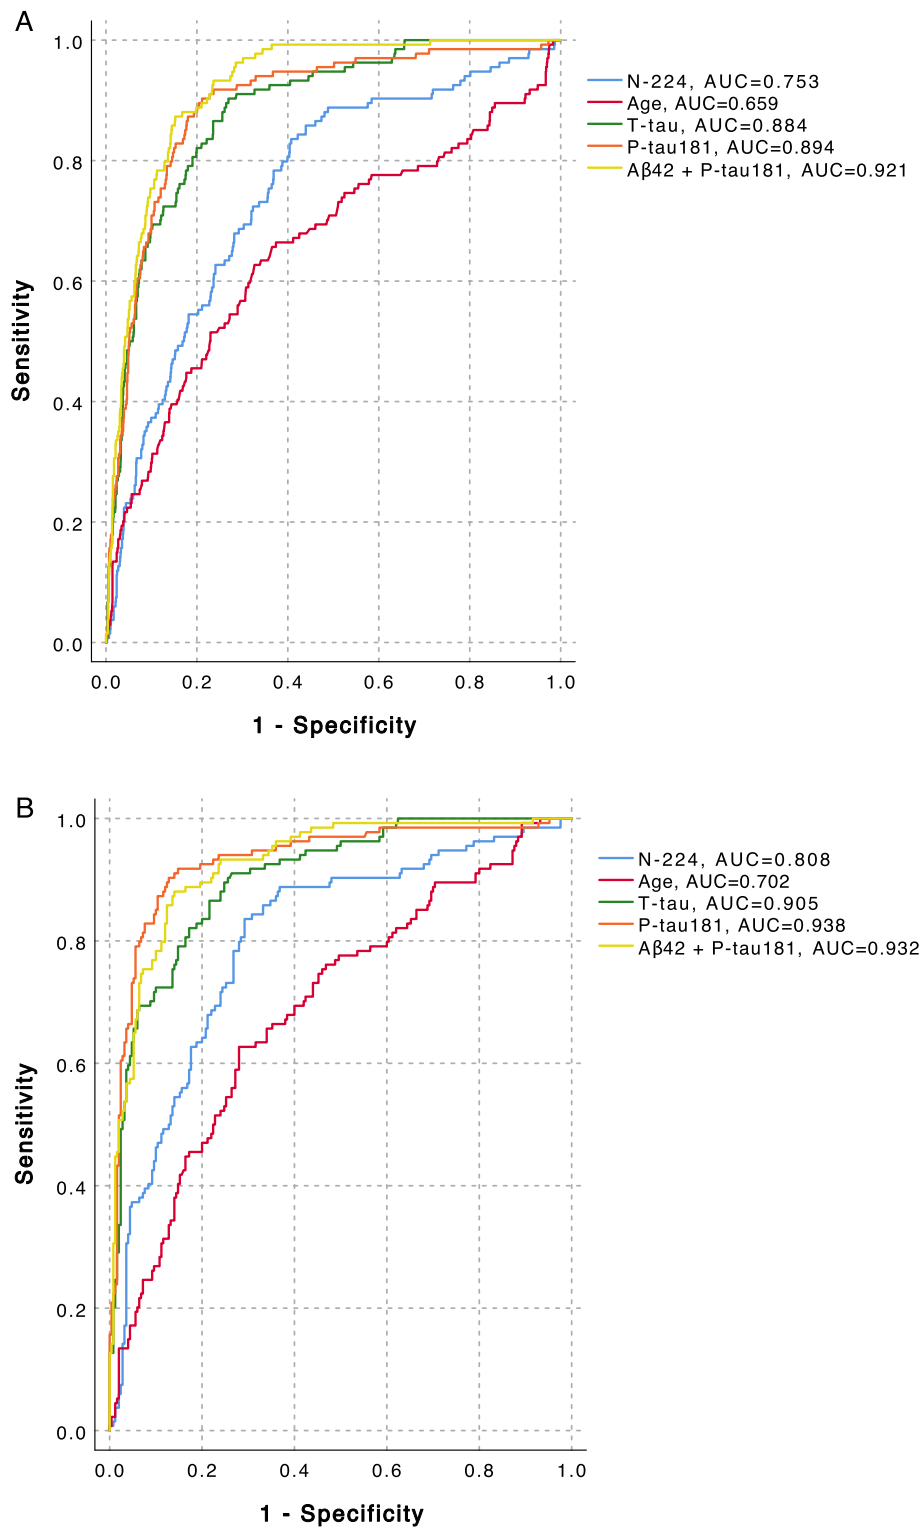 A
1.0
0.8
0.6
0.4
0.2
0.0
Sensitivity
0.0 0.2 0.4 0.6 0.8 1.0
1 - Specificity
N-224, AUC=0.753
Age, AUC=0.659
T-tau, AUC=0.884
P-tau181, AUC=0.894
Aβ42 + P-tau181, AUC=0.921
B
1.0
0.8
0.6
0.4
0.2
0.0
Sensitivity
0.0 0.2 0.4 0.6 0.8 1.0
1 - Specificity
N-224, AUC=0.808
Age, AUC=0.702
T-tau, AUC=0.905
P-tau181, AUC=0.938
Aβ42 + P-tau181, AUC=0.932